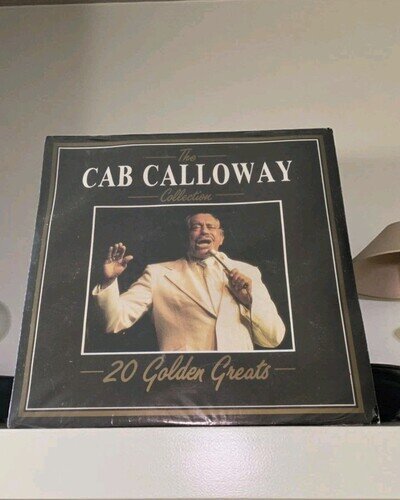 The
CAB CALLOWAY
Collection
20 Golden Greats